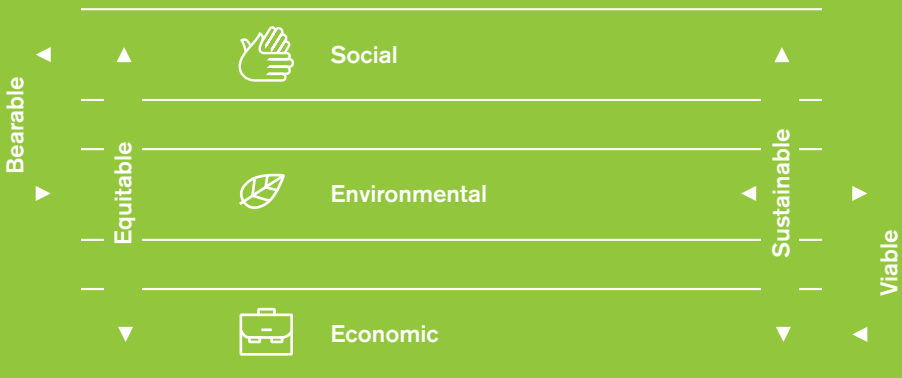 Social
Bearable
Equitable
Environmental
Sustainable
Viable
Economic